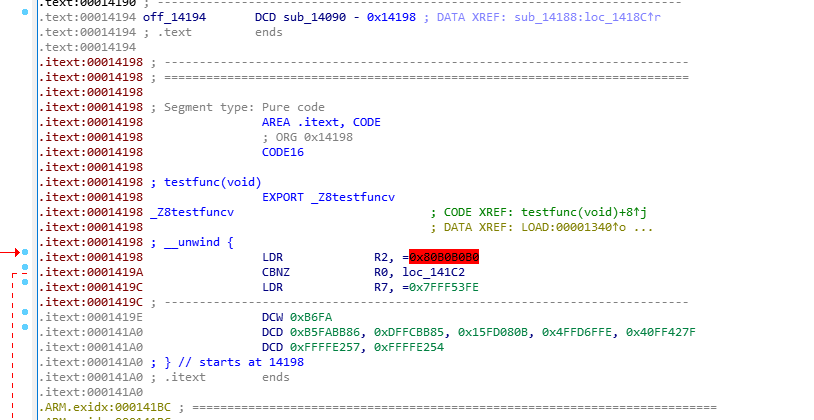 .text:00014190 ; ---------------------------------------------------------------------------
.text:00014194 off_14194 DCD sub_14090 - 0x14198 ; DATA XREF: sub_14188:loc_1418C↑r
.text:00014194 ; .text ends
.text:00014194
.itext:00014198 ; ---------------------------------------------------------------------------
.itext:00014198 ; ===========================================================================
.itext:00014198
.itext:00014198 ; Segment type: Pure code
.itext:00014198 AREA .itext, CODE
.itext:00014198 ; ORG 0x14198
.itext:00014198 CODE16
.itext:00014198
.itext:00014198 ; testfunc(void)
.itext:00014198 EXPORT _Z8testfuncv
.itext:00014198 _Z8testfuncv ; CODE XREF: testfunc(void)+8↑j
.itext:00014198 ; DATA XREF: LOAD:00001340↑o ...
.itext:00014198 ; __unwind {
.itext:00014198 LDR R2, =0x80B0B0B0
.itext:0001419A CBNZ R0, loc_141C2
.itext:0001419C LDR R7, =0x7FFF53FE
.itext:0001419C ; ---------------------------------------------------------------------------
.itext:0001419E DCW 0xB6FA
.itext:000141A0 DCD 0xB5FABB86, 0xDFFCBB85, 0x15FD080B, 0x4FFD6FFE, 0x40FF427F
.itext:000141A0 DCD 0xFFFFE257, 0xFFFFE254
.itext:000141A0 ; } // starts at 14198
.itext:000141A0 ; .itext ends
.itext:000141A0
.ARM.exidx:000141BC ; ===========================================================================